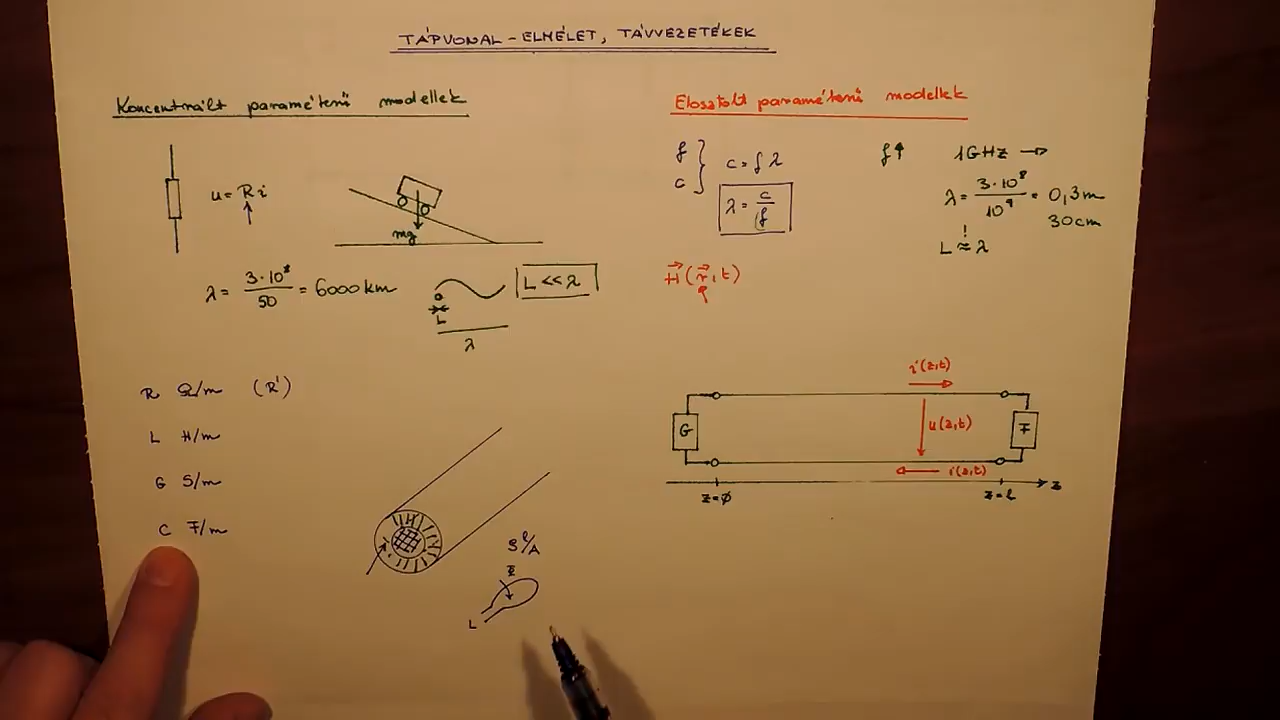 TÁPVONAL - ELMÉLET, TÁVVEZETÉKEK
Koncentrált paraméterű modellek
u = Ri
mg
λ = 3·10⁸ / 50 = 6000 km
L << λ
L
λ
R Ω/m (R')
L H/m
G S/m
C F/m
ρ l/A
Φ
L
Elosztott paraméterű modellek
f
c
c = f λ
λ = c / f
f↑ 1GHz →
λ = 3·10⁸ / 10⁹ = 0,3 m
30cm
!
L ≈ λ
H(r,t)
i(z,t)
G
u(z,t)
F
i(z,t)
z=0
z=l
z